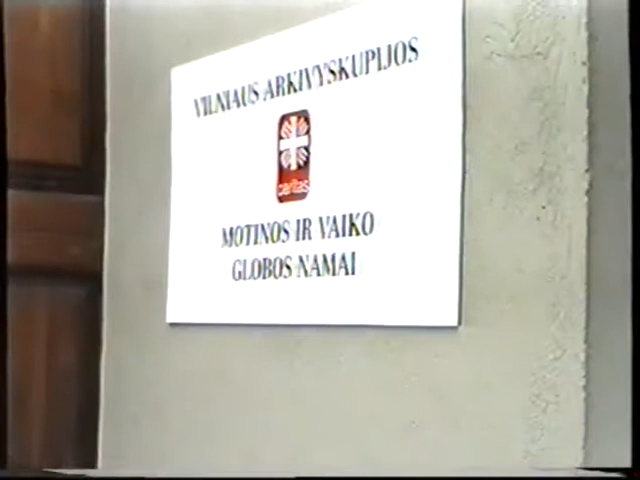 VILNIAUS ARKIVYSKUPIJOS
caritas
MOTINOS IR VAIKO
GLOBOS NAMAI